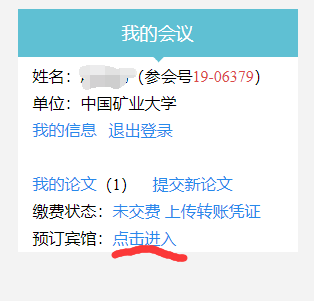 我的会议
姓名：（参会号19-06379）
单位：中国矿业大学
我的信息 退出登录
我的论文（1） 提交新论文
缴费状态：未交费 上传转账凭证
预订宾馆：点击进入